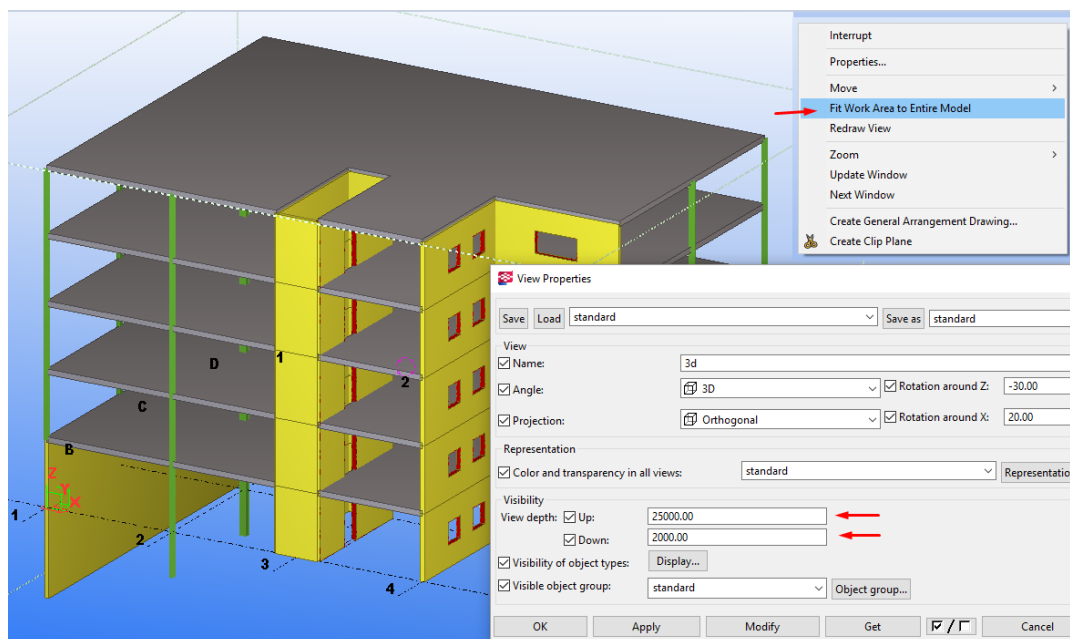 Interrupt
Properties...
Move
Fit Work Area to Entire Model
Redraw View
Zoom
Update Window
Next Window
Create General Arrangement Drawing...
Create Clip Plane
D
1
2
C
B
Z
Y
X
1
2
3
4
View Properties
Save Load standard Save as standard
View
Name: 3d
Angle: 3D Rotation around Z: -30.00
Projection: Orthogonal Rotation around X: 20.00
Representation
Color and transparency in all views: standard Representatio
Visibility
View depth: Up: 25000.00
Down: 2000.00
Visibility of object types: Display...
Visible object group: standard Object group...
OK Apply Modify Get / Cancel